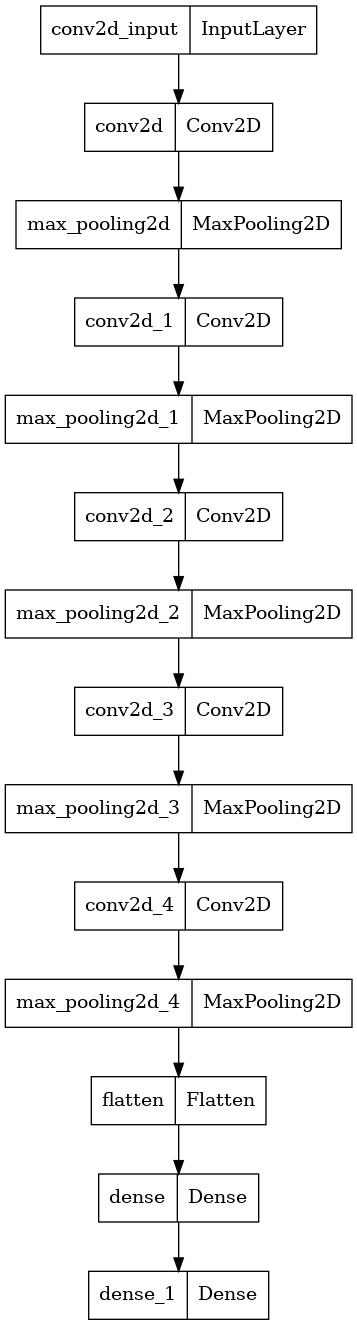 conv2d_input InputLayer
conv2d Conv2D
max_pooling2d MaxPooling2D
conv2d_1 Conv2D
max_pooling2d_1 MaxPooling2D
conv2d_2 Conv2D
max_pooling2d_2 MaxPooling2D
conv2d_3 Conv2D
max_pooling2d_3 MaxPooling2D
conv2d_4 Conv2D
max_pooling2d_4 MaxPooling2D
flatten Flatten
dense Dense
dense_1 Dense